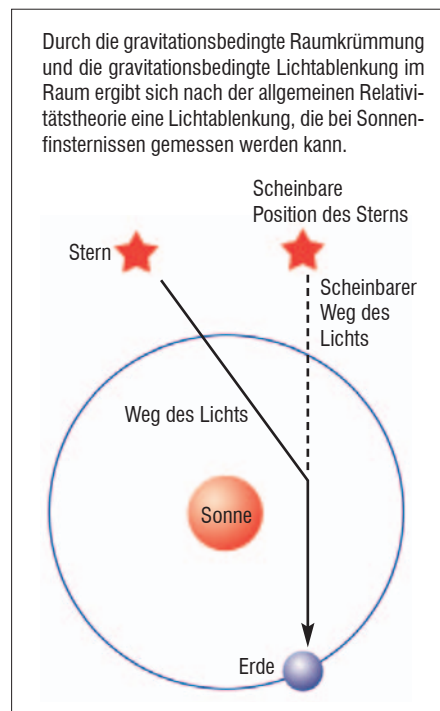 Durch die gravitationsbedingte Raumkrümmung
und die gravitationsbedingte Lichtablenkung im
Raum ergibt sich nach der allgemeinen Relativi-
tätstheorie eine Lichtablenkung, die bei Sonnen-
finsternissen gemessen werden kann.
Scheinbare
Position des Sterns
Stern
Scheinbarer
Weg des
Lichts
Weg des Lichts
Sonne
Erde